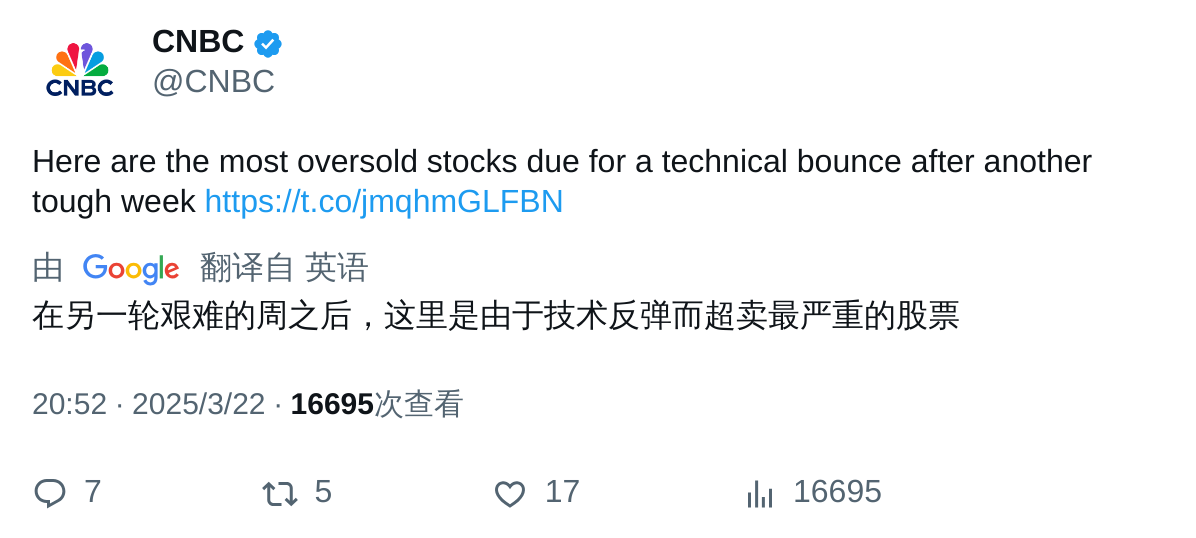 CNBC
CNBC
@CNBC
Here are the most oversold stocks due for a technical bounce after another
tough week https://t.co/jmqhmGLFBN
由 Google 翻译自 英语
在另一轮艰难的周之后，这里是由于技术反弹而超卖最严重的股票
20:52 · 2025/3/22 · 16695次查看
7 5 17 16695